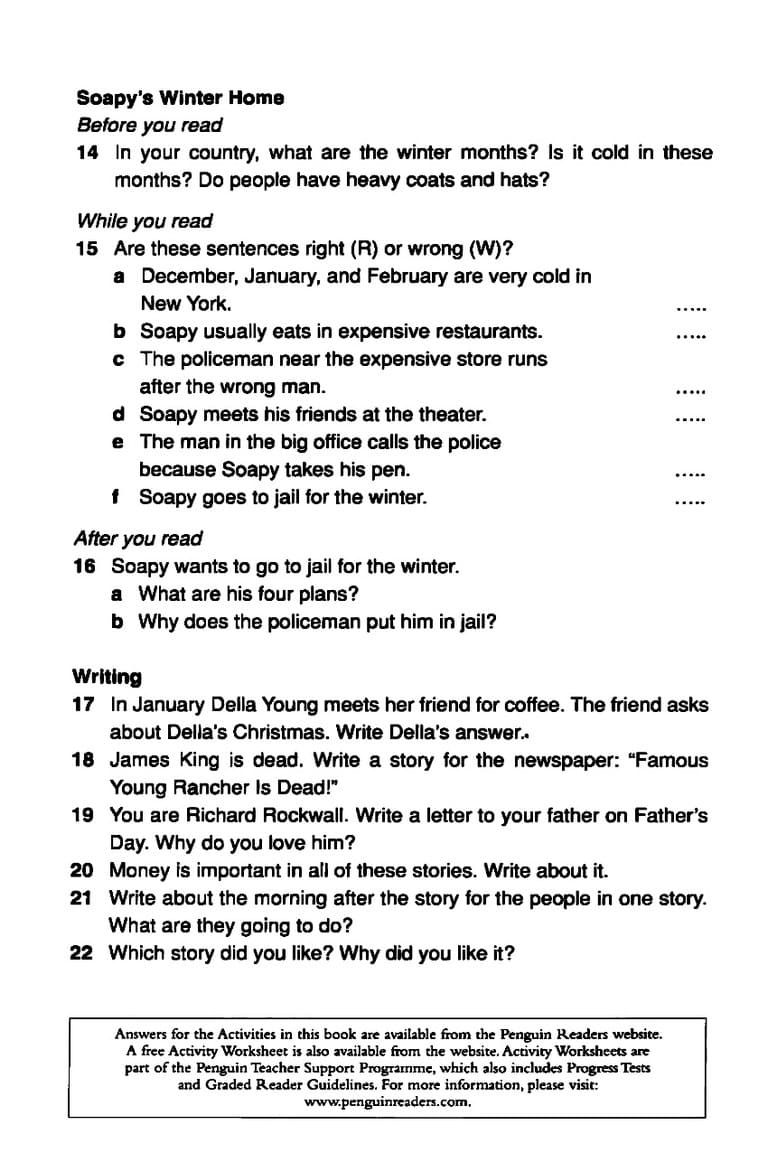 Soapy's Winter Home
Before you read
14 In your country, what are the winter months? Is it cold in these
months? Do people have heavy coats and hats?
While you read
15 Are these sentences right (R) or wrong (W)?
a December, January, and February are very cold in
New York. .....
b Soapy usually eats in expensive restaurants. .....
c The policeman near the expensive store runs
after the wrong man. .....
d Soapy meets his friends at the theater. .....
e The man in the big office calls the police
because Soapy takes his pen. .....
f Soapy goes to jail for the winter. .....
After you read
16 Soapy wants to go to jail for the winter.
a What are his four plans?
b Why does the policeman put him in jail?
Writing
17 In January Della Young meets her friend for coffee. The friend asks
about Della's Christmas. Write Della's answer..
18 James King is dead. Write a story for the newspaper: "Famous
Young Rancher Is Dead!"
19 You are Richard Rockwall. Write a letter to your father on Father's
Day. Why do you love him?
20 Money is important in all of these stories. Write about it.
21 Write about the morning after the story for the people in one story.
What are they going to do?
22 Which story did you like? Why did you like it?
Answers for the Activities in this book are available from the Penguin Readers website.
A free Activity Worksheet is also available from the website. Activity Worksheets are
part of the Penguin Teacher Support Programme, which also includes Progress Tests
and Graded Reader Guidelines. For more information, please visit:
www.penguinreaders.com.